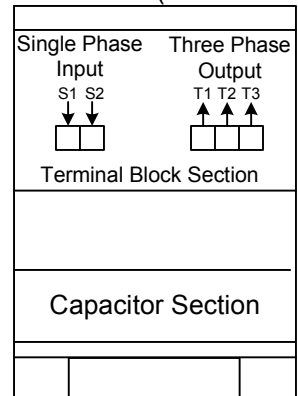 (
Single Phase Three Phase
Input Output
S1 S2 T1 T2 T3
Terminal Block Section
Capacitor Section